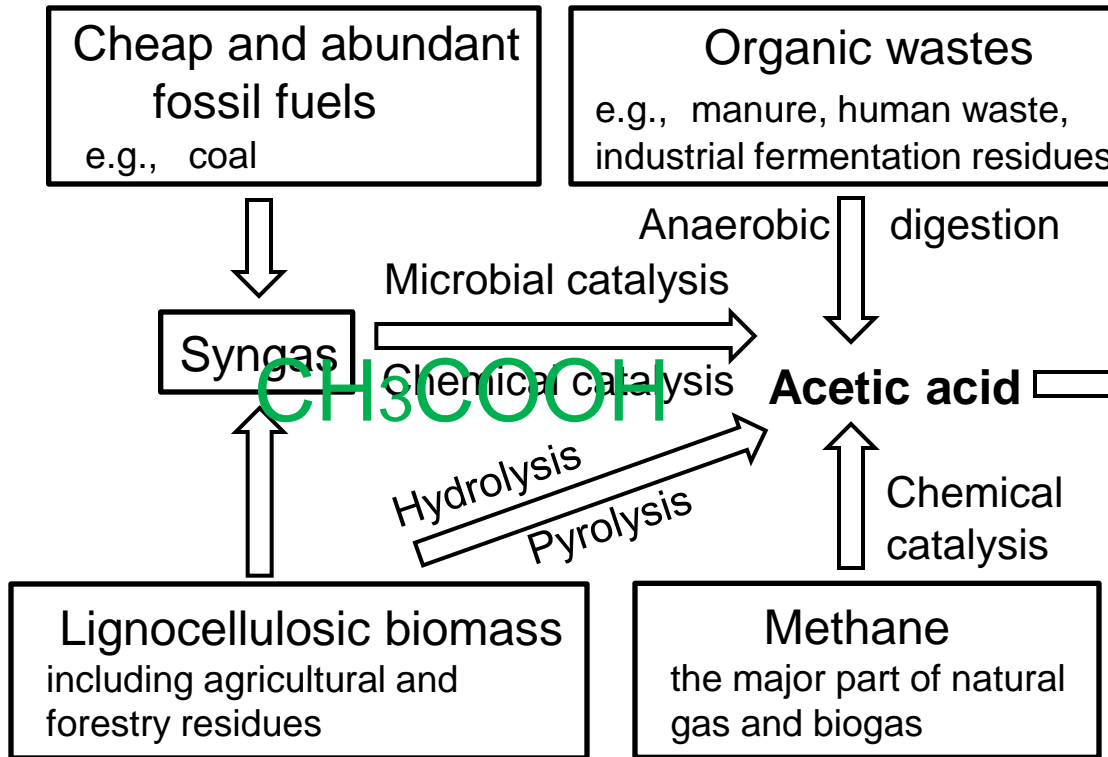 Cheap and abundant
fossil fuels
e.g., coal
Organic wastes
e.g., manure, human waste,
industrial fermentation residues
Anaerobic digestion
Microbial catalysis
Syngas
Chemical catalysis
CH3COOH
Acetic acid
Hydrolysis
Pyrolysis
Chemical
catalysis
Lignocellulosic biomass
including agricultural and
forestry residues
Methane
the major part of natural
gas and biogas